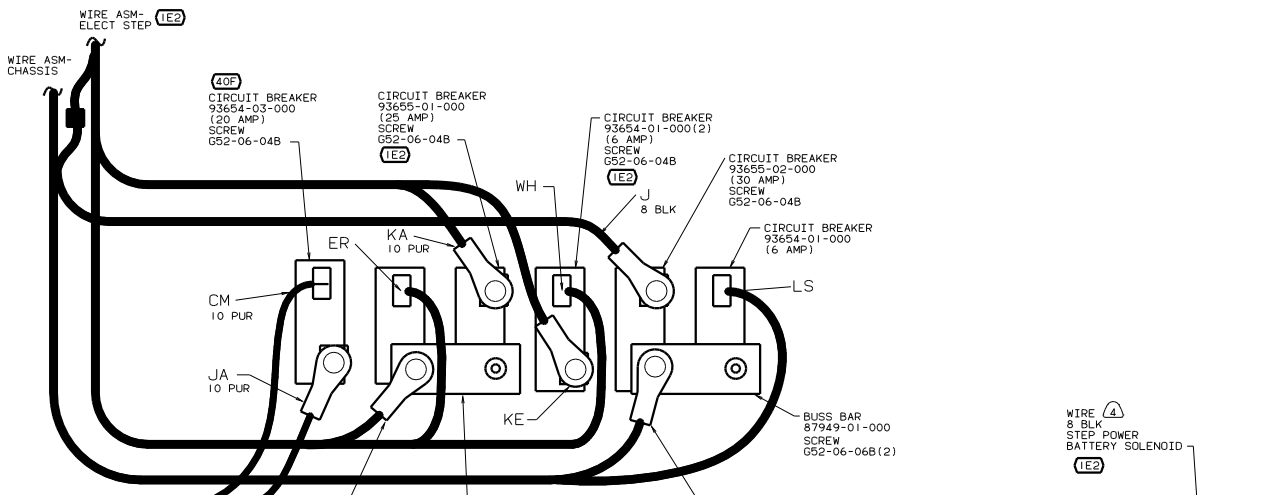 WIRE ASM-
ELECT STEP 1E2
WIRE ASM-
CHASSIS
40F
CIRCUIT BREAKER
93654-03-000
(20 AMP)
SCREW
G52-06-04B
CIRCUIT BREAKER
93655-01-000
(25 AMP)
SCREW
G52-06-04B
1E2
CIRCUIT BREAKER
93654-01-000(2)
(6 AMP)
SCREW
G52-06-04B
1E2
CIRCUIT BREAKER
93655-02-000
(30 AMP)
SCREW
G52-06-04B
CIRCUIT BREAKER
93654-01-000
(6 AMP)
WH
J
8 BLK
KA
10 PUR
ER
CM
10 PUR
LS
JA
10 PUR
KE
BUSS BAR
87949-01-000
SCREW
G52-06-06B(2)
WIRE 4
8 BLK
STEP POWER
BATTERY SOLENOID
1E2